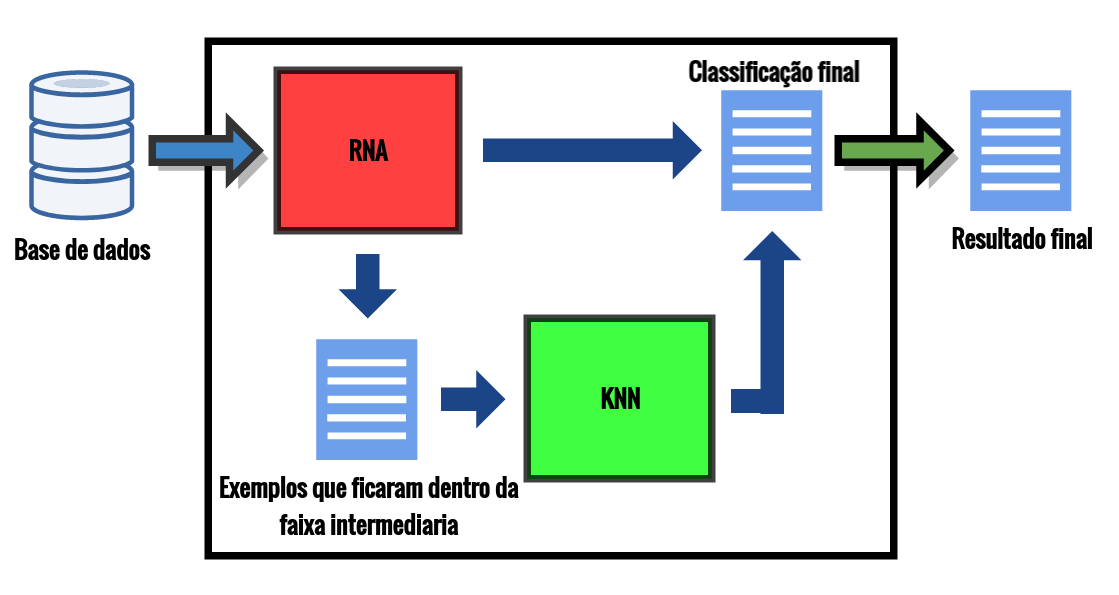 Classificação final
RNA
Base de dados
Resultado final
KNN
Exemplos que ficaram dentro da
faixa intermediaria